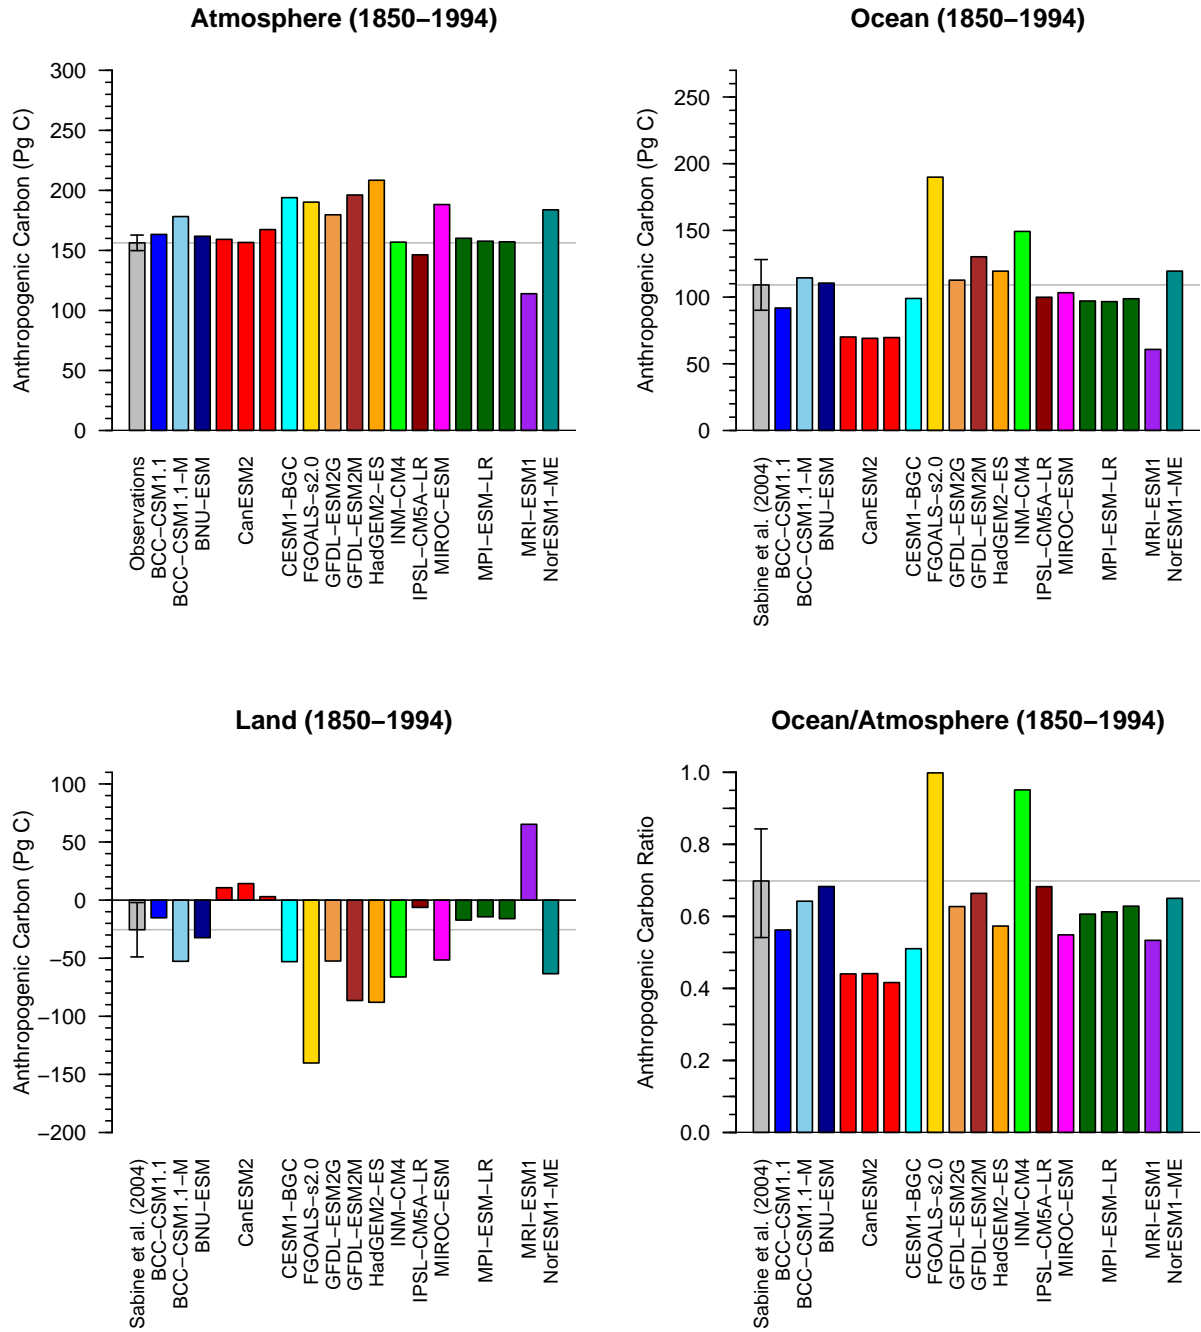 Atmosphere (1850−1994)
Anthropogenic Carbon (Pg C)
300
250
200
150
100
50
0
Observations
BCC−CSM1.1
BCC−CSM1.1−M
BNU−ESM
CanESM2
CESM1−BGC
FGOALS−s2.0
GFDL−ESM2G
GFDL−ESM2M
HadGEM2−ES
INM−CM4
IPSL−CM5A−LR
MIROC−ESM
MPI−ESM−LR
MRI−ESM1
NorESM1−ME
Ocean (1850−1994)
Anthropogenic Carbon (Pg C)
250
200
150
100
50
0
Sabine et al. (2004)
BCC−CSM1.1
BCC−CSM1.1−M
BNU−ESM
CanESM2
CESM1−BGC
FGOALS−s2.0
GFDL−ESM2G
GFDL−ESM2M
HadGEM2−ES
INM−CM4
IPSL−CM5A−LR
MIROC−ESM
MPI−ESM−LR
MRI−ESM1
NorESM1−ME
Land (1850−1994)
Anthropogenic Carbon (Pg C)
100
50
0
−50
−100
−150
−200
Sabine et al. (2004)
BCC−CSM1.1
BCC−CSM1.1−M
BNU−ESM
CanESM2
CESM1−BGC
FGOALS−s2.0
GFDL−ESM2G
GFDL−ESM2M
HadGEM2−ES
INM−CM4
IPSL−CM5A−LR
MIROC−ESM
MPI−ESM−LR
MRI−ESM1
NorESM1−ME
Ocean/Atmosphere (1850−1994)
Anthropogenic Carbon Ratio
1.0
0.8
0.6
0.4
0.2
0.0
Sabine et al. (2004)
BCC−CSM1.1
BCC−CSM1.1−M
BNU−ESM
CanESM2
CESM1−BGC
FGOALS−s2.0
GFDL−ESM2G
GFDL−ESM2M
HadGEM2−ES
INM−CM4
IPSL−CM5A−LR
MIROC−ESM
MPI−ESM−LR
MRI−ESM1
NorESM1−ME